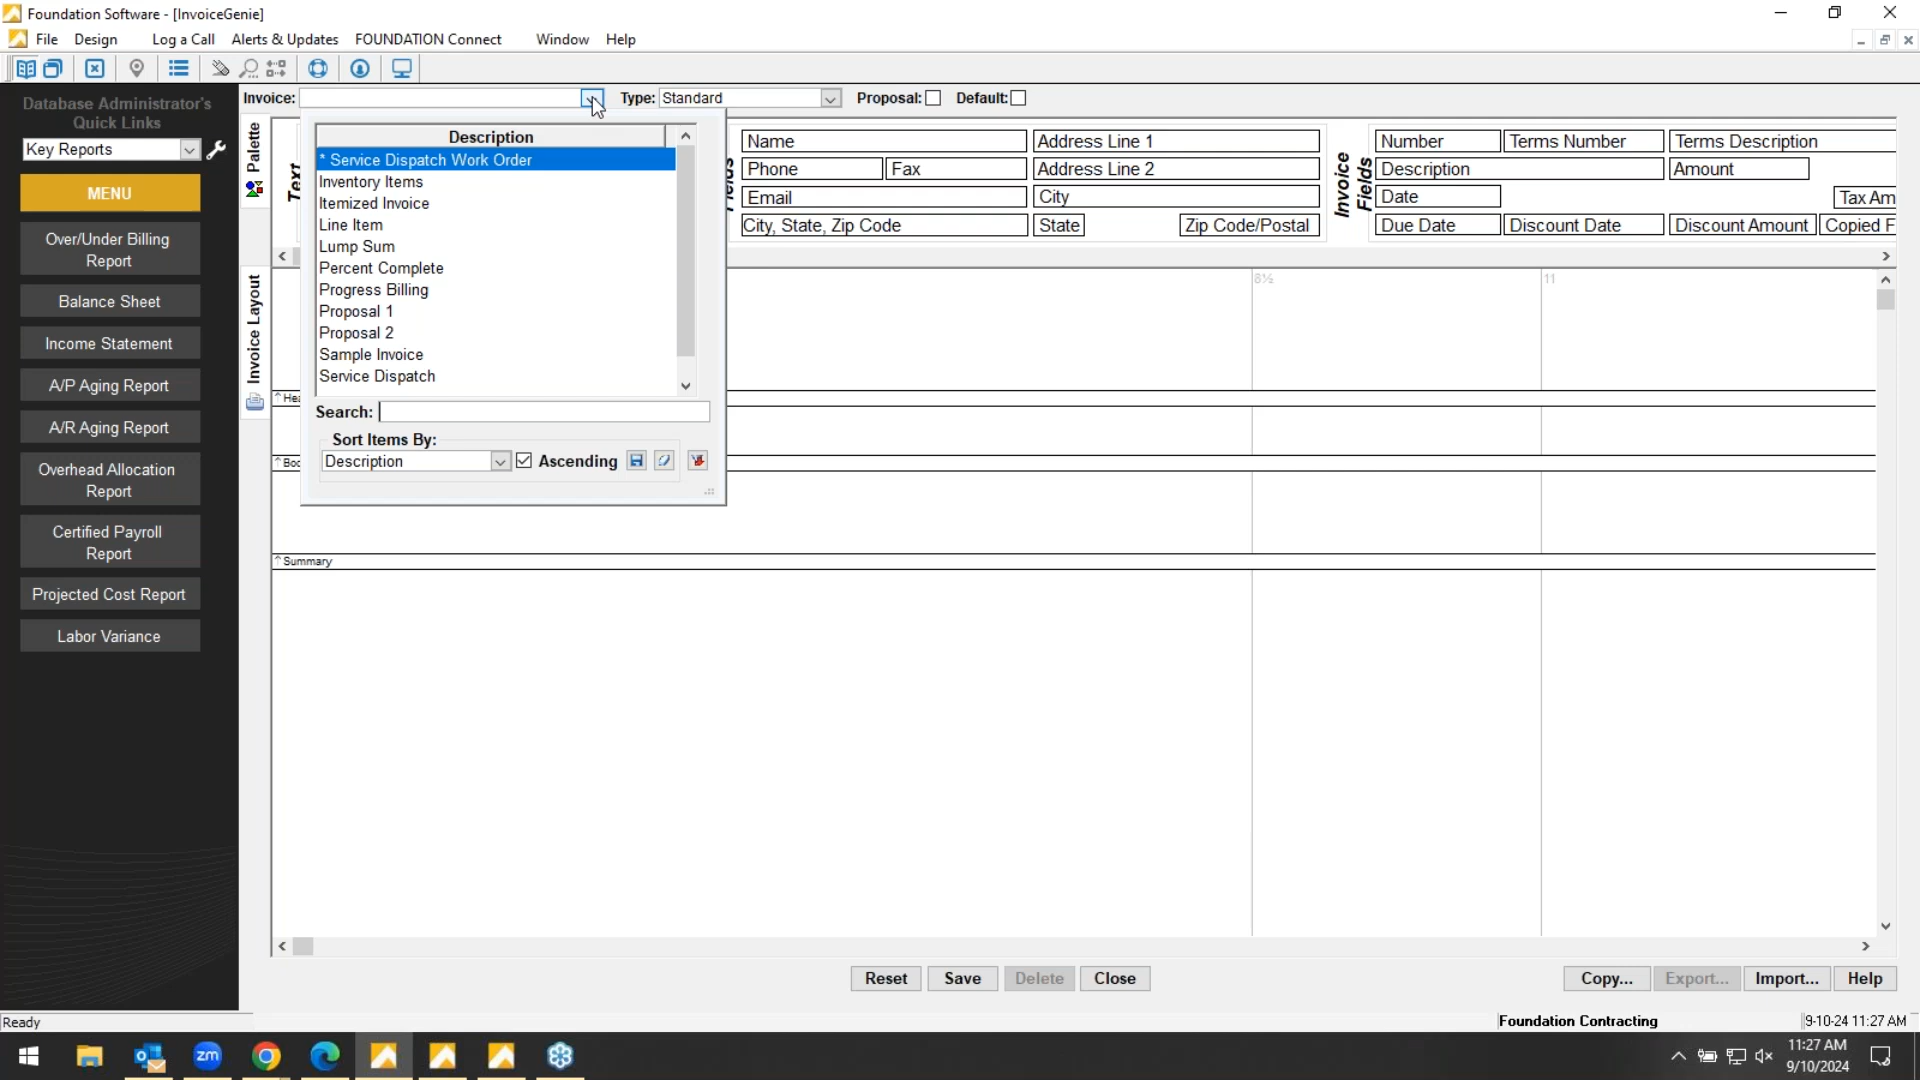 Foundation Software - [InvoiceGenie]
File Design Log a Call Alerts & Updates FOUNDATION Connect Window Help
Database Administrator's
Quick Links
Key Reports
MENU
Over/Under Billing
Report
Balance Sheet
Income Statement
A/P Aging Report
A/R Aging Report
Overhead Allocation
Report
Certified Payroll
Report
Projected Cost Report
Labor Variance
Invoice: Type: Standard Proposal: Default:
Palette
Text
Invoice Layout
Description
* Service Dispatch Work Order
Inventory Items
Itemized Invoice
Line Item
Lump Sum
Percent Complete
Progress Billing
Proposal 1
Proposal 2
Sample Invoice
Service Dispatch
Search:
Sort Items By:
Description Ascending
Name Address Line 1
Phone Fax Address Line 2
Email City
City, State, Zip Code State Zip Code/Postal
Invoice
Fields
Number Terms Number Terms Description
Description Amount
Date Tax Am
Due Date Discount Date Discount Amount Copied F
8½ 11
↑Hea
↑Boo
↑Summary
Reset Save Delete Close Copy... Export... Import... Help
Ready Foundation Contracting 9-10-24 11:27 AM
zm
11:27 AM
9/10/2024